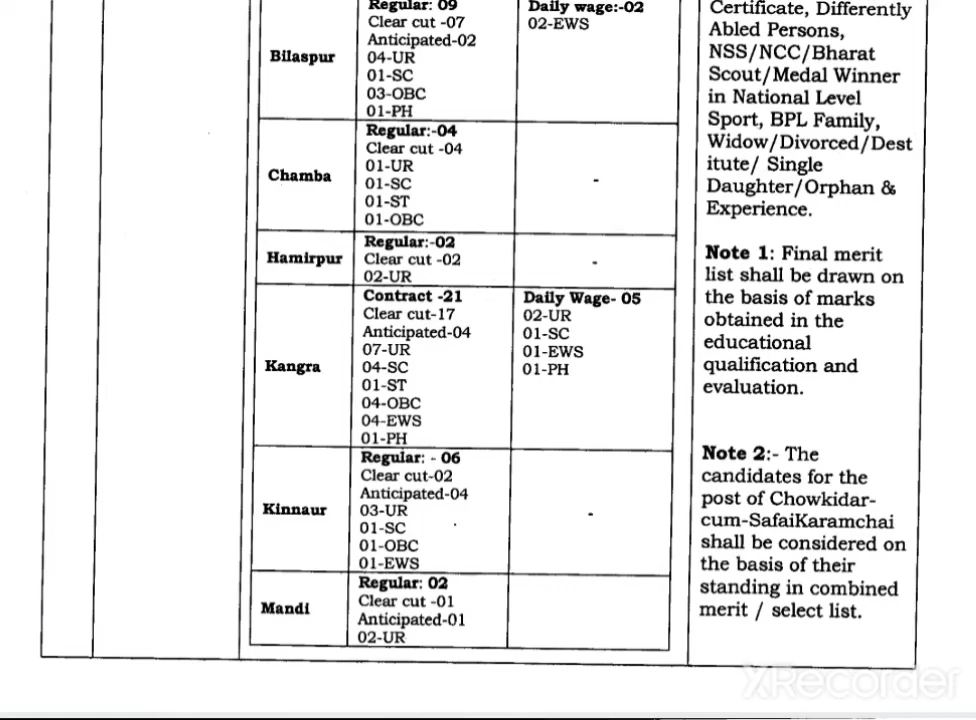 Bilaspur
Regular: 09
Clear cut -07
Anticipated-02
04-UR
01-SC
03-OBC
01-PH
Daily wage:-02
02-EWS
Chamba
Regular:-04
Clear cut -04
01-UR
01-SC
01-ST
01-OBC
-
Hamirpur
Regular:-02
Clear cut -02
02-UR
-
Kangra
Contract -21
Clear cut-17
Anticipated-04
07-UR
04-SC
01-ST
04-OBC
04-EWS
01-PH
Daily Wage- 05
02-UR
01-SC
01-EWS
01-PH
Kinnaur
Regular: - 06
Clear cut-02
Anticipated-04
03-UR
01-SC
01-OBC
01-EWS
-
Mandi
Regular: 02
Clear cut -01
Anticipated-01
02-UR
Certificate, Differently
Abled Persons,
NSS/NCC/Bharat
Scout/Medal Winner
in National Level
Sport, BPL Family,
Widow/Divorced/Dest
itute/ Single
Daughter/Orphan &
Experience.
Note 1: Final merit
list shall be drawn on
the basis of marks
obtained in the
educational
qualification and
evaluation.
Note 2:- The
candidates for the
post of Chowkidar-
cum-SafaiKaramchai
shall be considered on
the basis of their
standing in combined
merit / select list.
XRecorder